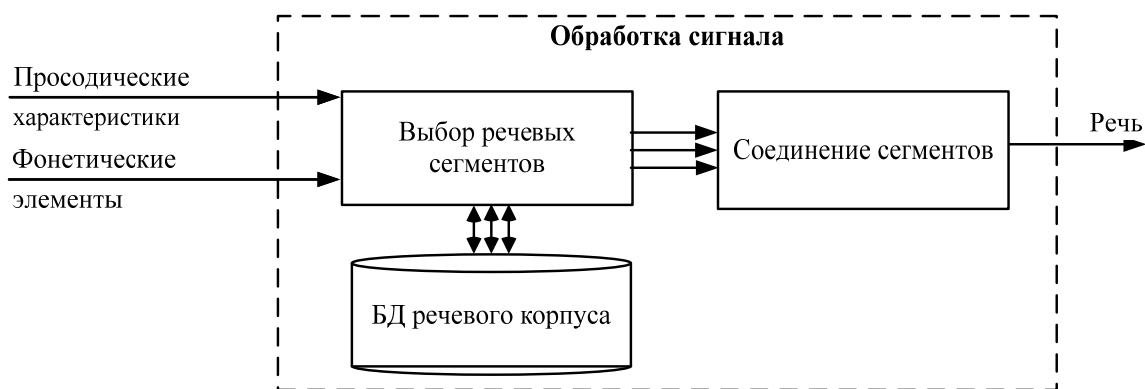 Обработка сигнала
Просодические
характеристики
Фонетические
элементы
Выбор речевых
сегментов
Соединение сегментов
Речь
БД речевого корпуса